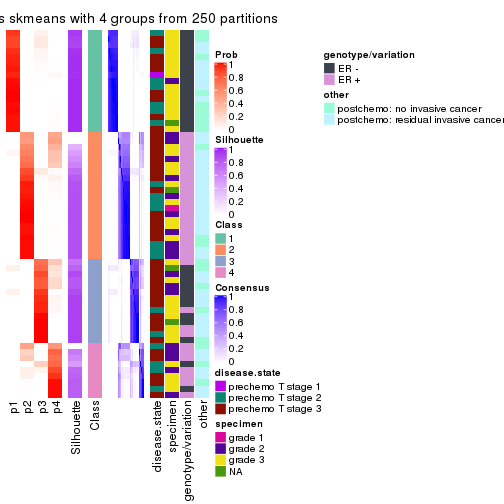 s skmeans with 4 groups from 250 partitions
Prob
1
0.8
0.6
0.4
0.2
0
Silhouette
1
0.8
0.6
0.4
0.2
0
Class
1
2
3
4
Consensus
1
0.8
0.6
0.4
0.2
0
disease.state
prechemo T stage 1
prechemo T stage 2
prechemo T stage 3
specimen
grade 1
grade 2
grade 3
NA
genotype/variation
ER -
ER +
other
postchemo: no invasive cancer
postchemo: residual invasive cancer
p1
p2
p3
p4
Silhouette
Class
disease.state
specimen
genotype/variation
other